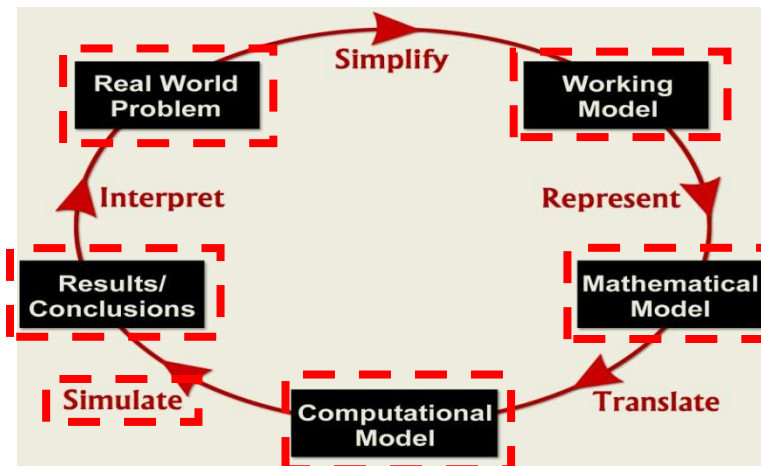 Simplify
Real World
Problem
Working
Model
Interpret
Represent
Results/
Conclusions
Mathematical
Model
Simulate
Computational
Model
Translate